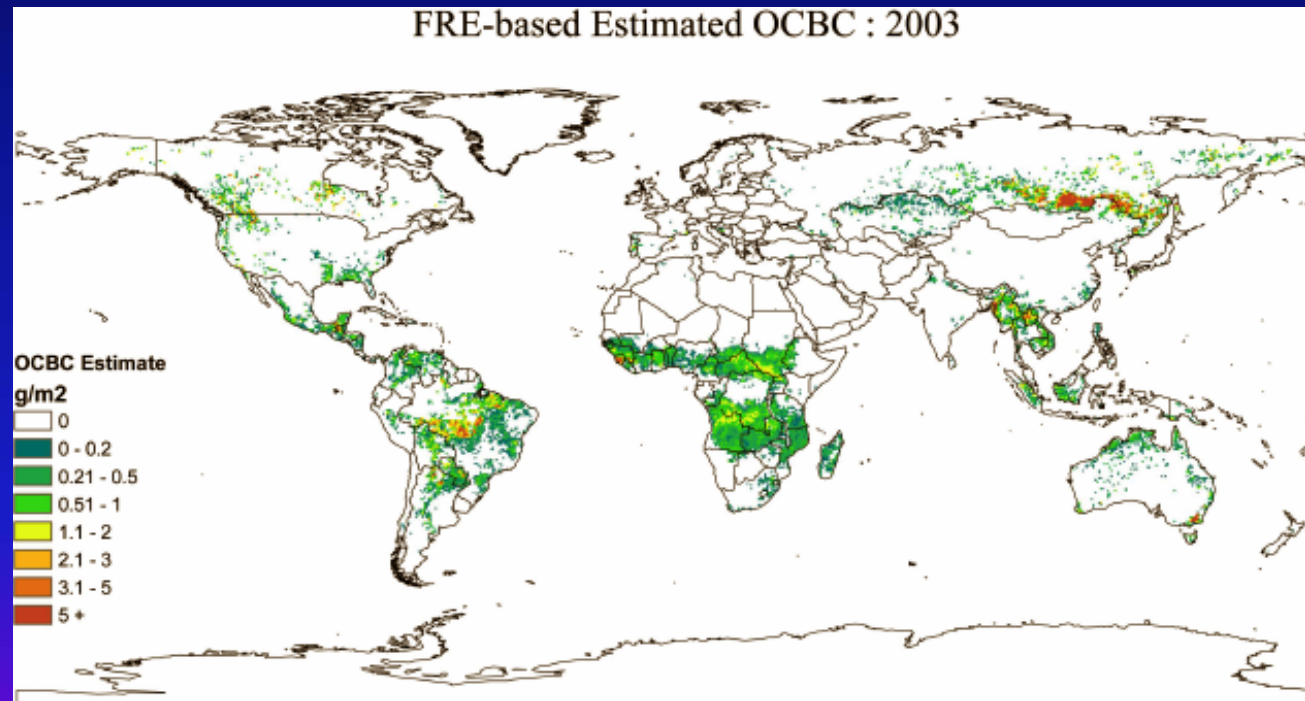 FRE-based Estimated OCBC : 2003
OCBC Estimate
g/m2
0
0 - 0.2
0.21 - 0.5
0.51 - 1
1.1 - 2
2.1 - 3
3.1 - 5
5 +